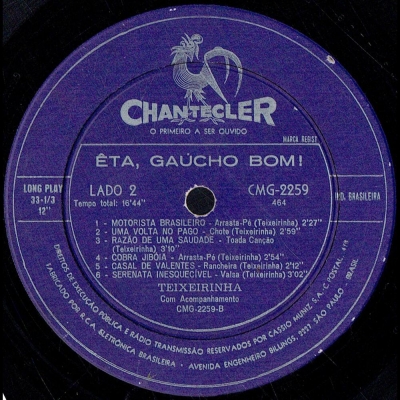 CHANTECLER
O PRIMEIRO A SER OUVIDO
MARCA REGIST
ÊTA, GAÚCHO BOM!
LONG PLAY
33-1/3
12"
LADO 2
Tempo total: 16'44"
CMG-2259
464
IND. BRASILEIRA
1 - MOTORISTA BRASILEIRO - Arrasta-Pé (Teixeirinha) 2'27"
2 - UMA VOLTA NO PAGO - Chote (Teixeirinha) 2'59"
3 - RAZÃO DE UMA SAUDADE - Toada Canção
(Teixeirinha) 3'10"
4 - COBRA JIBÓIA - Arrasta-Pé (Teixeirinha) 2'54"
5 - CASAL DE VALENTES - Rancheira (Teixeirinha) 2'12"
6 - SERENATA INESQUECÍVEL - Valsa (Teixeirinha) 3'02"
TEIXEIRINHA
Com Acompanhamento
CMG-2259-B
DIREITOS DE EXECUÇÃO PÚBLICA E RÁDIO TRANSMISSÃO RESERVADOS POR CASSIO MUNIZ S.A.-C. POSTAL
FABRICADO POR R.C.A. ELETRÔNICA BRASILEIRA - AVENIDA ENGENHEIRO BILLINGS, 2227 SÃO PAULO - BRASIL